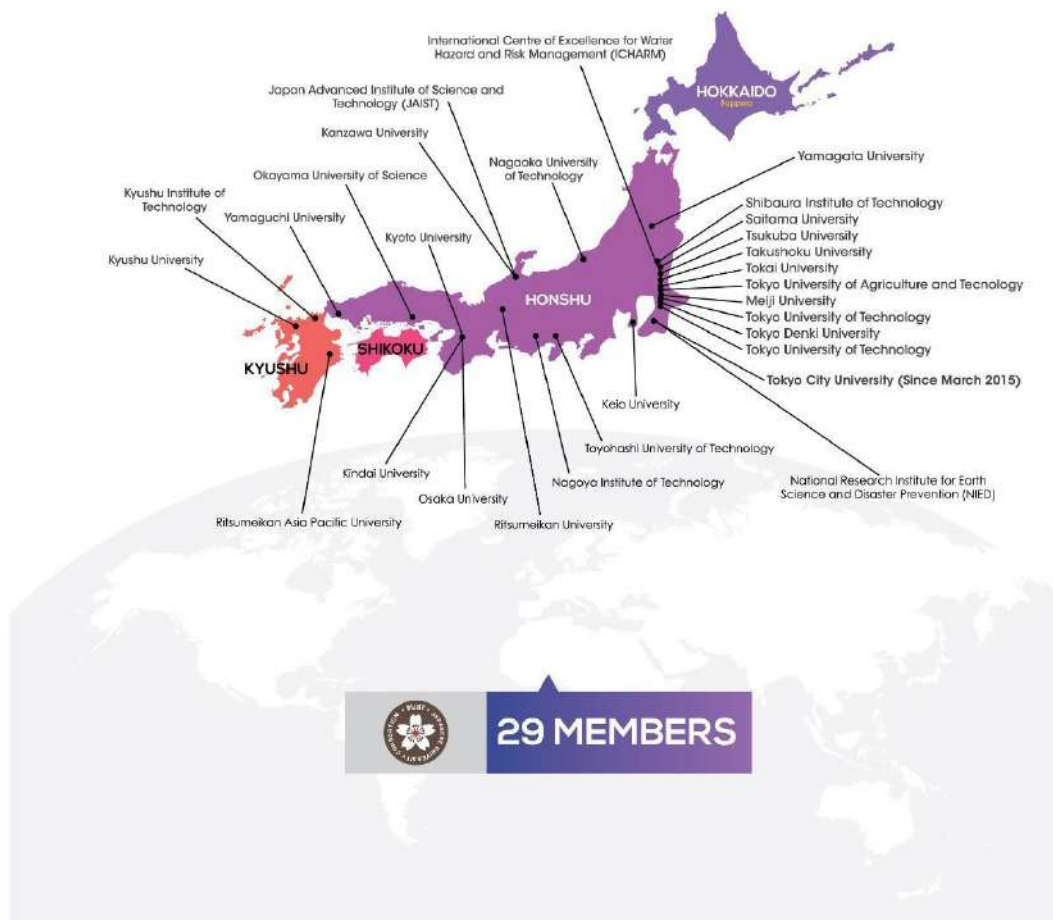 International Centre of Excellence for Water
Hazard and Risk Management (ICHARM)
HOKKAIDO
Sapporo
Japan Advanced Institute of Science and
Technology (JAIST)
Kanzawa University
Nagaoka University
of Technology
Yamagata University
Okayama University of Science
Kyushu Institute of
Technology
Yamaguchi University
Kyoto University
Kyushu University
Shibaura Institute of Technology
Saitama University
Tsukuba University
Takushoku University
Tokai University
Tokyo University of Agriculture and Tecnology
Meiji University
Tokyo University of Technology
Tokyo Denki University
Tokyo University of Technology
Tokyo City University (Since March 2015)
HONSHU
SHIKOKU
KYUSHU
Keio University
Toyohashi University of Technology
Kindai University
Nagoya Institute of Technology
National Research Institute for Earth
Science and Disaster Prevention (NIED)
Osaka University
Ritsumeikan Asia Pacific University
Ritsumeikan University
29 MEMBERS